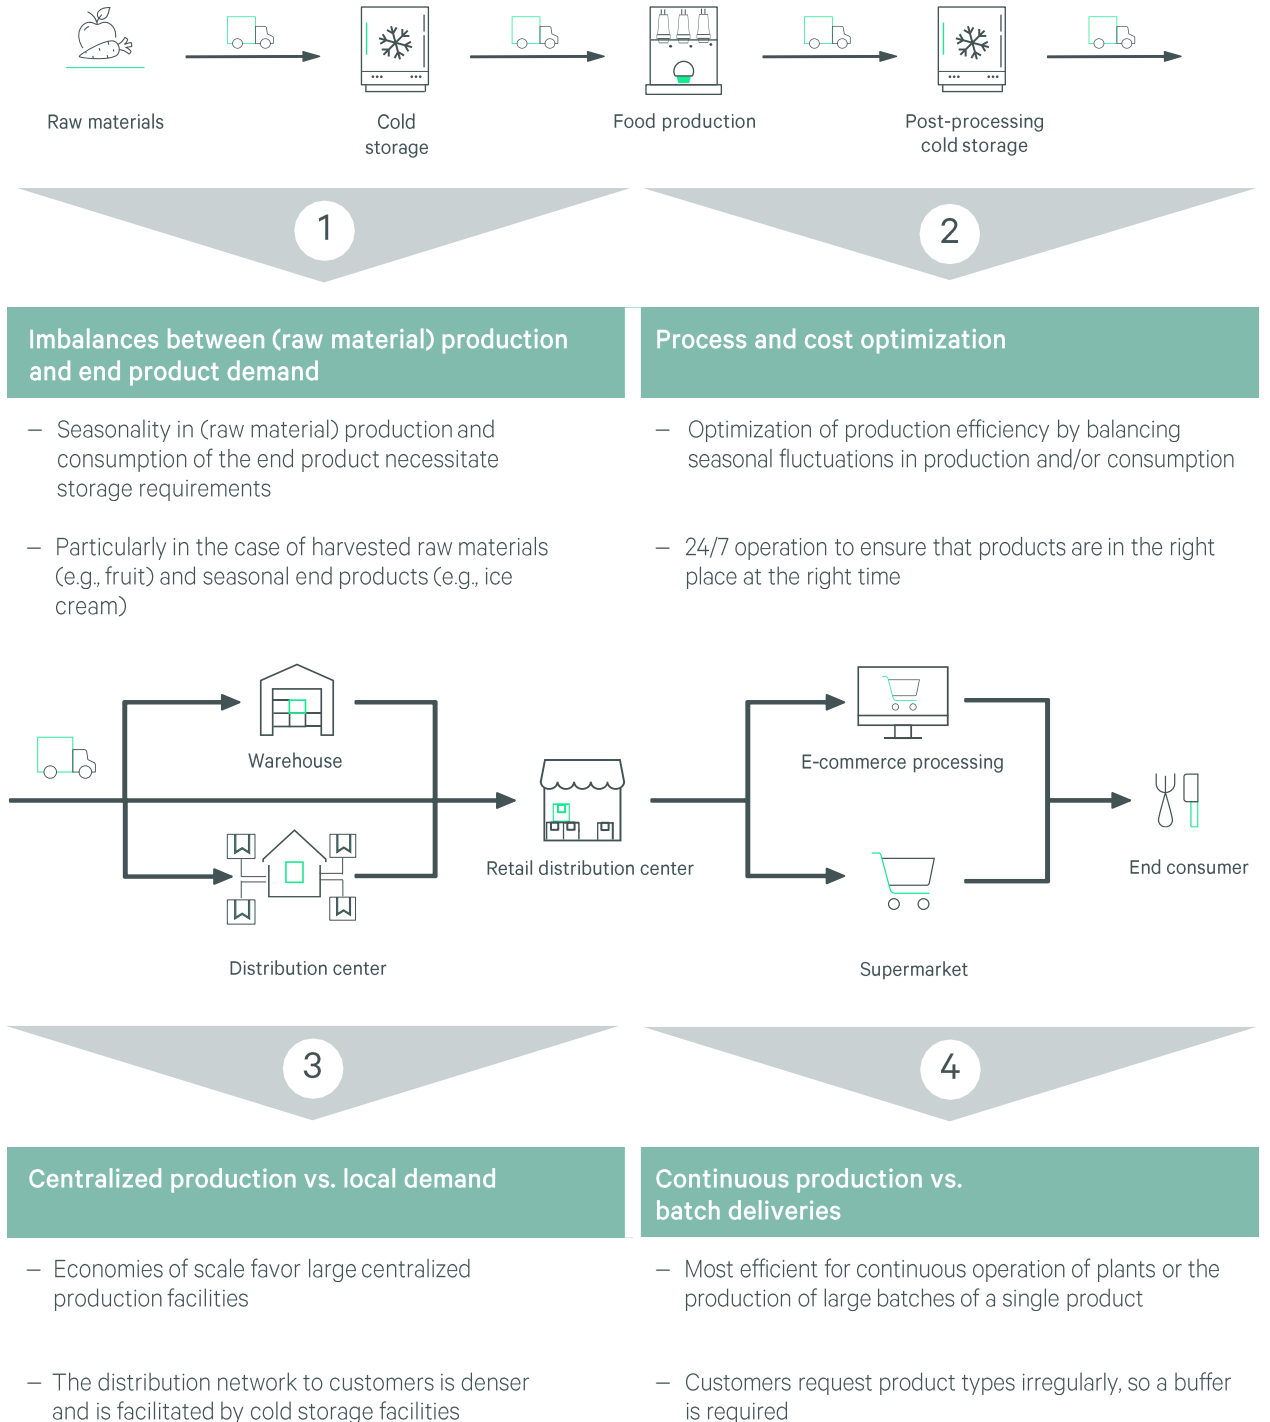 Raw materials
Cold
storage
Food production
Post-processing
cold storage
1
2
Imbalances between (raw material) production
and end product demand
– Seasonality in (raw material) production and
consumption of the end product necessitate
storage requirements
– Particularly in the case of harvested raw materials
(e.g., fruit) and seasonal end products (e.g., ice
cream)
Process and cost optimization
– Optimization of production efficiency by balancing
seasonal fluctuations in production and/or consumption
– 24/7 operation to ensure that products are in the right
place at the right time
Warehouse
Distribution center
Retail distribution center
E-commerce processing
Supermarket
End consumer
3
4
Centralized production vs. local demand
– Economies of scale favor large centralized
production facilities
– The distribution network to customers is denser
and is facilitated by cold storage facilities
Continuous production vs.
batch deliveries
– Most efficient for continuous operation of plants or the
production of large batches of a single product
– Customers request product types irregularly, so a buffer
is required